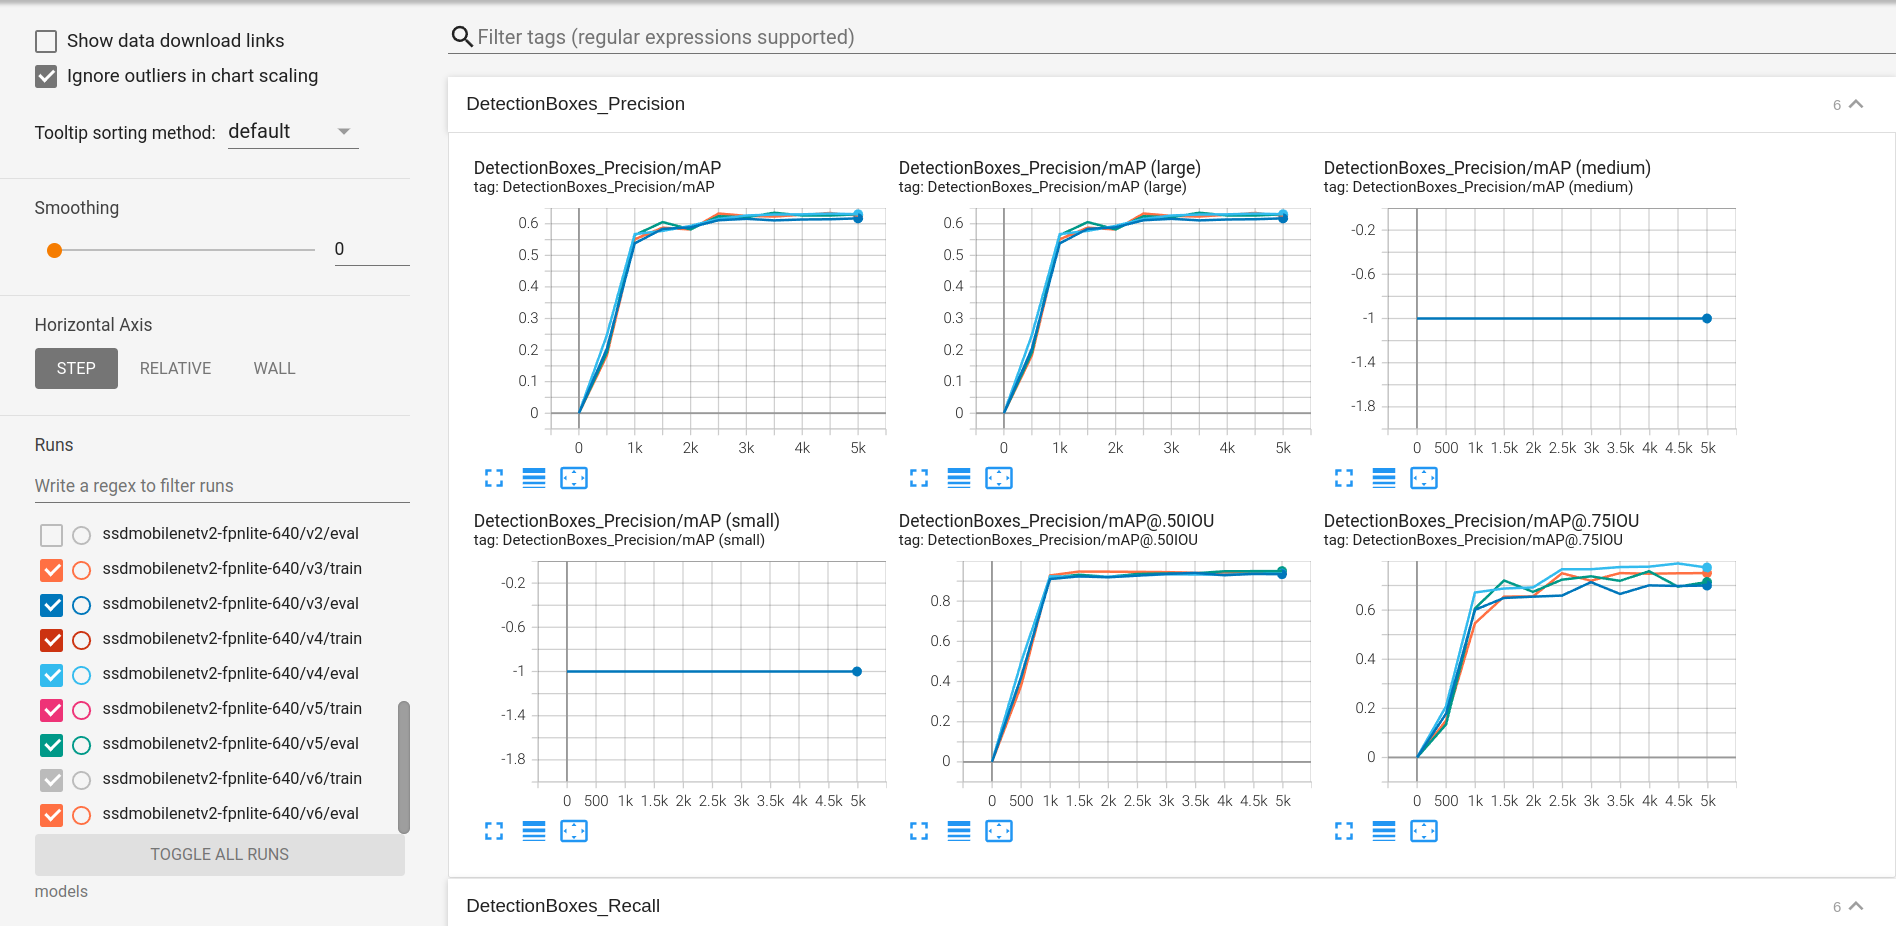 Show data download links
Ignore outliers in chart scaling
Tooltip sorting method: default
Smoothing
0
Horizontal Axis
STEP RELATIVE WALL
Runs
Write a regex to filter runs
ssdmobilenetv2-fpnlite-640/v2/eval
ssdmobilenetv2-fpnlite-640/v3/train
ssdmobilenetv2-fpnlite-640/v3/eval
ssdmobilenetv2-fpnlite-640/v4/train
ssdmobilenetv2-fpnlite-640/v4/eval
ssdmobilenetv2-fpnlite-640/v5/train
ssdmobilenetv2-fpnlite-640/v5/eval
ssdmobilenetv2-fpnlite-640/v6/train
ssdmobilenetv2-fpnlite-640/v6/eval
TOGGLE ALL RUNS
models
Filter tags (regular expressions supported)
DetectionBoxes_Precision 6
DetectionBoxes_Precision/mAP
tag: DetectionBoxes_Precision/mAP
0.6
0.5
0.4
0.3
0.2
0.1
0
0 1k 2k 3k 4k 5k
DetectionBoxes_Precision/mAP (large)
tag: DetectionBoxes_Precision/mAP (large)
0.6
0.5
0.4
0.3
0.2
0.1
0
0 1k 2k 3k 4k 5k
DetectionBoxes_Precision/mAP (medium)
tag: DetectionBoxes_Precision/mAP (medium)
-0.2
-0.6
-1
-1.4
-1.8
0 500 1k 1.5k 2k 2.5k 3k 3.5k 4k 4.5k 5k
DetectionBoxes_Precision/mAP (small)
tag: DetectionBoxes_Precision/mAP (small)
-0.2
-0.6
-1
-1.4
-1.8
0 500 1k 1.5k 2k 2.5k 3k 3.5k 4k 4.5k 5k
DetectionBoxes_Precision/mAP@.50IOU
tag: DetectionBoxes_Precision/mAP@.50IOU
0.8
0.6
0.4
0.2
0
0 500 1k 1.5k 2k 2.5k 3k 3.5k 4k 4.5k 5k
DetectionBoxes_Precision/mAP@.75IOU
tag: DetectionBoxes_Precision/mAP@.75IOU
0.6
0.4
0.2
0
0 500 1k 1.5k 2k 2.5k 3k 3.5k 4k 4.5k 5k
DetectionBoxes_Recall 6